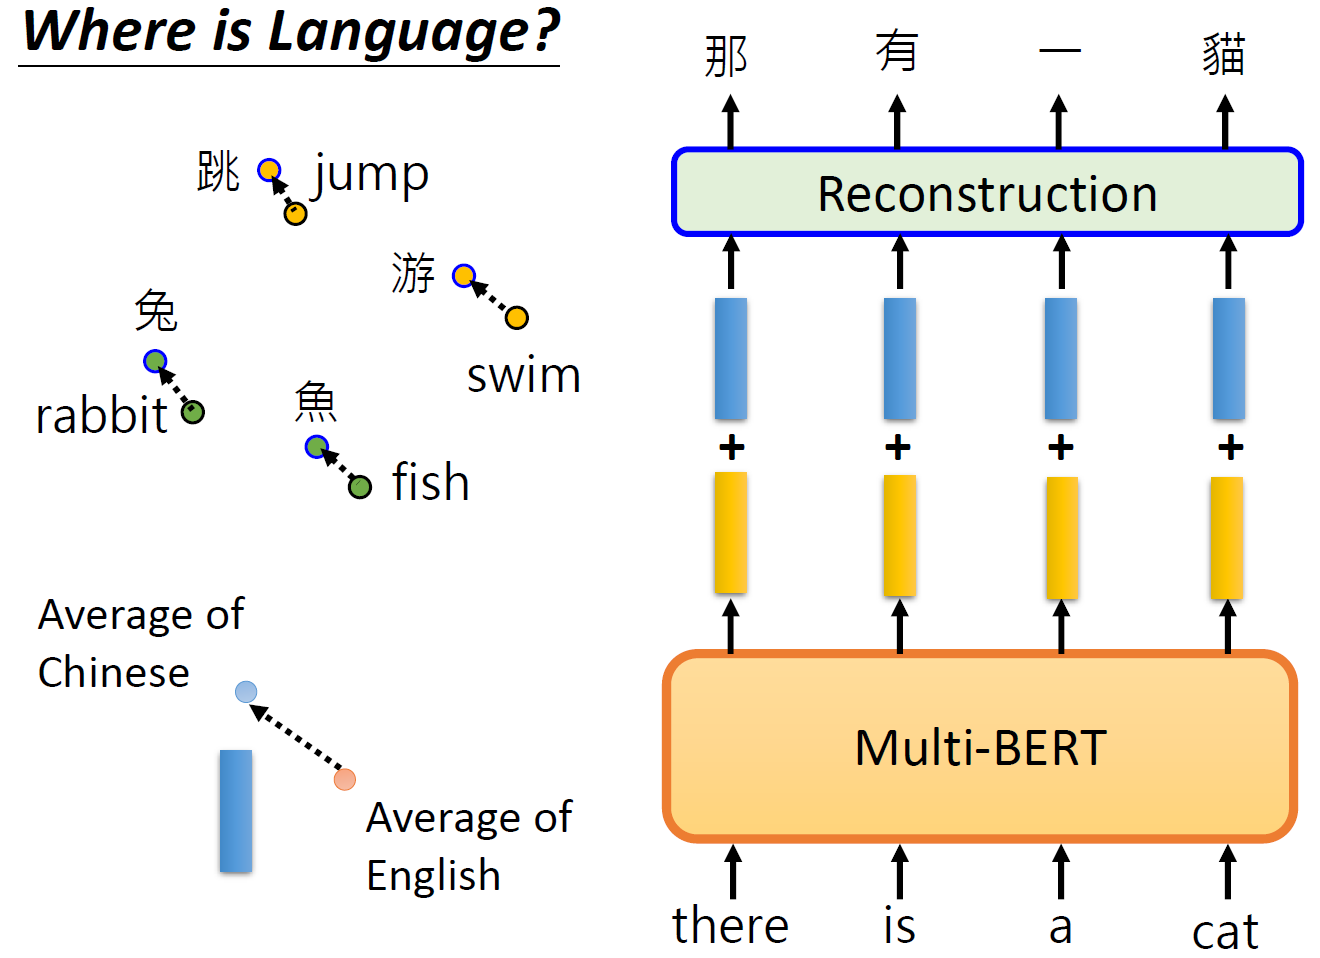 Where is Language?
跳 jump
游
swim
兔
rabbit
魚
fish
Average of
Chinese
Average of
English
那 有 一 貓
Reconstruction
+ + + +
Multi-BERT
there is a cat